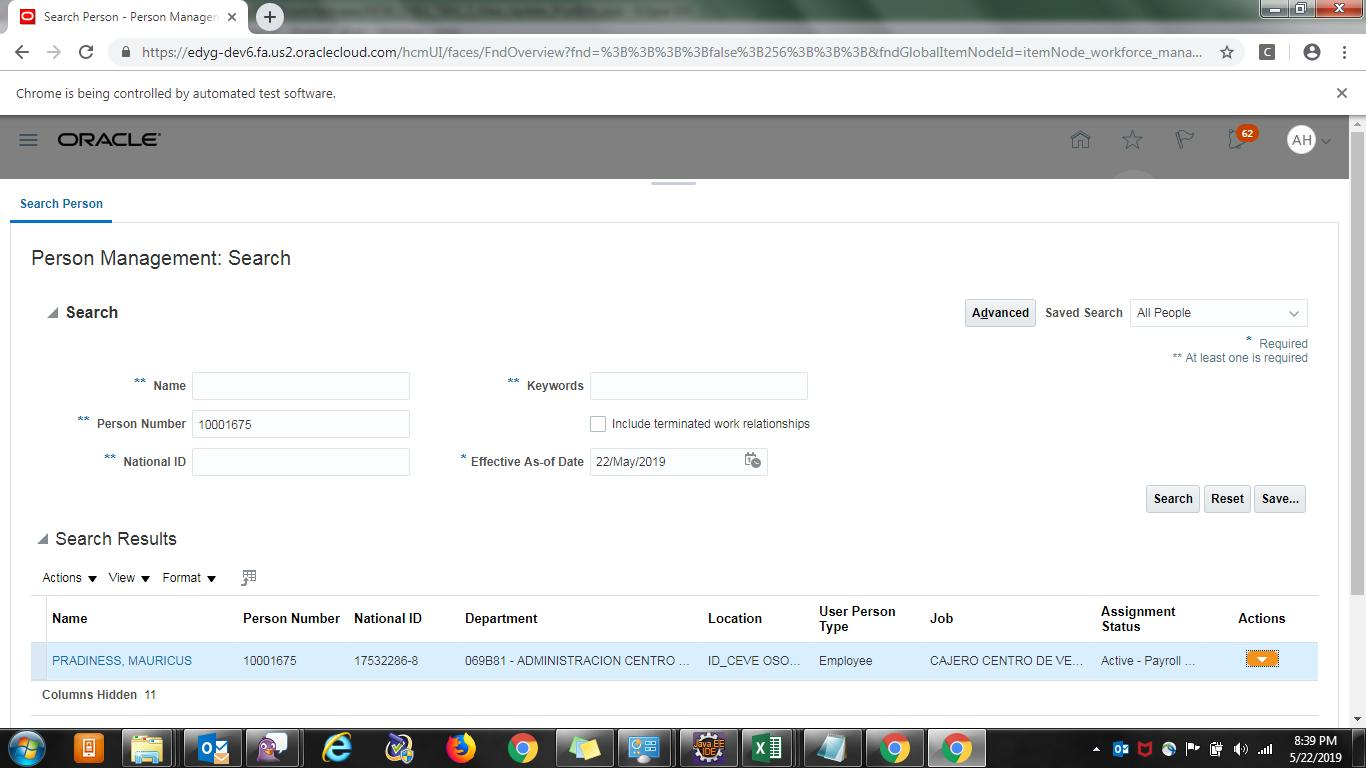 Search Person - Person Managen
https://edyg-dev6.fa.us2.oraclecloud.com/hcmUI/faces/FndOverview?fnd=%3B%3B%3B%3Bfalse%3B256%3B%3B%3B&fndGlobalItemNodeId=itemNode_workforce_mana...
C
Chrome is being controlled by automated test software.
ORACLE
62
AH
Search Person
Person Management: Search
Search
Advanced Saved Search All People
* Required
** At least one is required
** Name
** Keywords
** Person Number 10001675
Include terminated work relationships
** National ID
* Effective As-of Date 22/May/2019
Search Reset Save...
Search Results
Actions View Format
Name Person Number National ID Department Location User Person Type Job Assignment Status Actions
PRADINESS, MAURICUS 10001675 17532286-8 069B81 - ADMINISTRACION CENTRO ... ID_CEVE OSO... Employee CAJERO CENTRO DE VE... Active - Payroll ...
Columns Hidden 11
Java EE
IDE
8:39 PM
5/22/2019